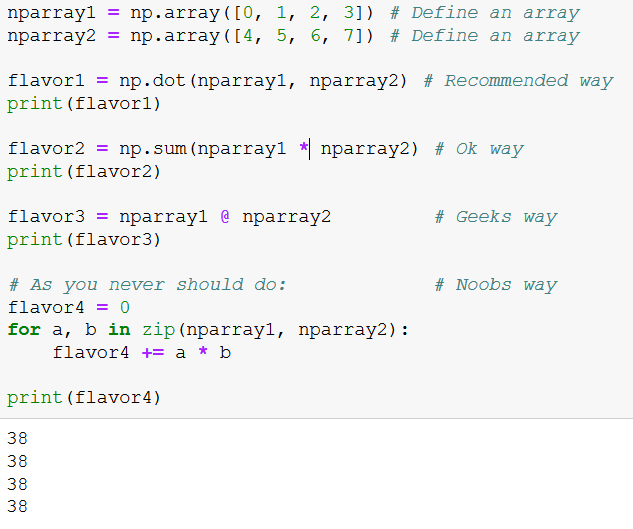 nparray1 = np.array([0, 1, 2, 3]) # Define an array
nparray2 = np.array([4, 5, 6, 7]) # Define an array
flavor1 = np.dot(nparray1, nparray2) # Recommended way
print(flavor1)
flavor2 = np.sum(nparray1 * nparray2) # Ok way
print(flavor2)
flavor3 = nparray1 @ nparray2 # Geeks way
print(flavor3)
# As you never should do: # Noobs way
flavor4 = 0
for a, b in zip(nparray1, nparray2):
    flavor4 += a * b
print(flavor4)
38
38
38
38